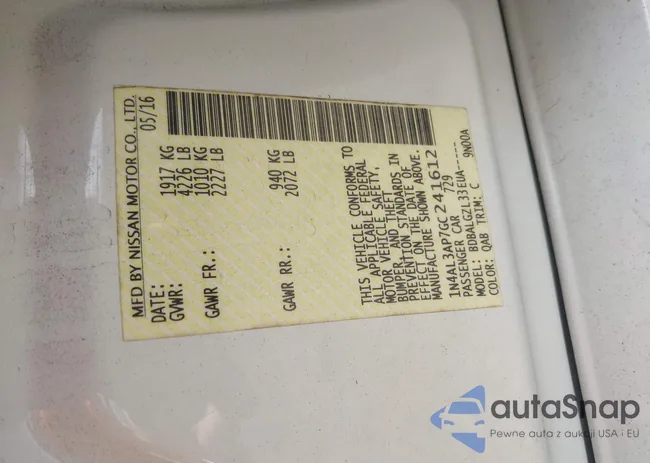 MFD BY NISSAN MOTOR CO., LTD.
DATE: 05/16
GVWR: 1917 KG
4226 LB
GAWR FR.: 1010 KG
2227 LB
GAWR RR.: 940 KG
2072 LB
THIS VEHICLE CONFORMS TO
ALL APPLICABLE FEDERAL
MOTOR VEHICLE SAFETY,
BUMPER, AND THEFT
PREVENTION STANDARDS IN
EFFECT ON THE DATE OF
MANUFACTURE SHOWN ABOVE.
1N4AL3AP7GC241612
PASSENGER CAR 729
MODEL: BDBALGZL33EUA-----
COLOR: QAB TRIM: C 9N00A
autaSnap
Pewne auta z aukcji USA i EU